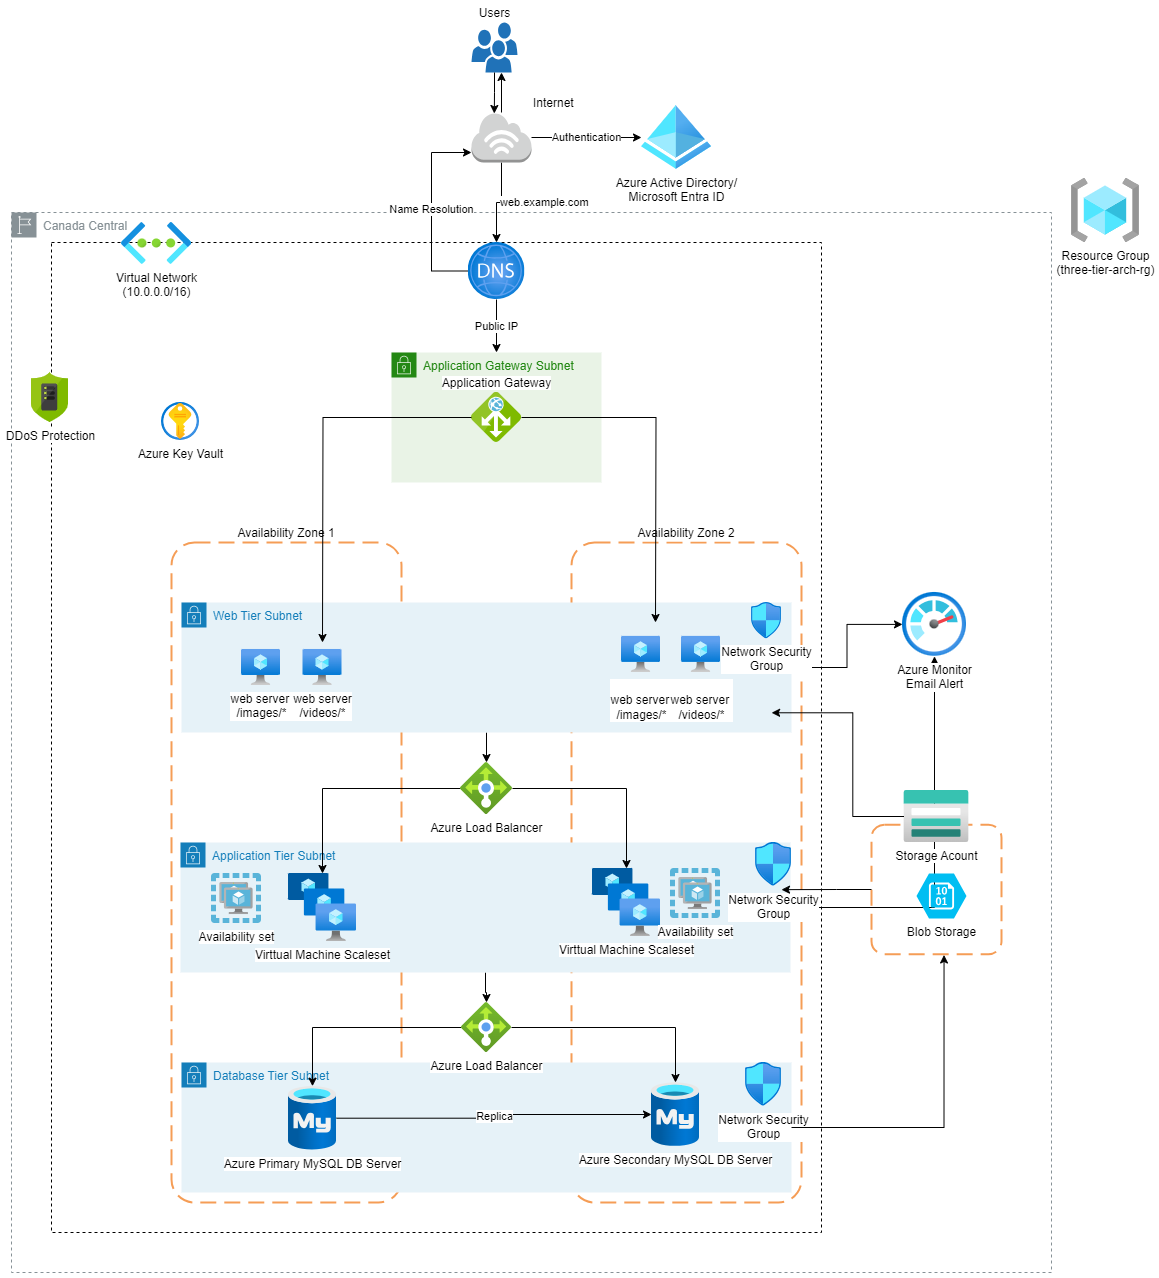 Users
Internet
Authentication
Azure Active Directory/
Microsoft Entra ID
Name Resolution
web.example.com
Canada Central
Virtual Network
(10.0.0.0/16)
DNS
Resource Group
(three-tier-arch-rg)
Public IP
Application Gateway Subnet
Application Gateway
DDoS Protection
Azure Key Vault
Availability Zone 1
Availability Zone 2
Web Tier Subnet
web server
/images/*
web server
/videos/*
web server
/images/*
web server
/videos/*
Network Security
Group
Azure Monitor
Email Alert
Azure Load Balancer
Storage Acount
Application Tier Subnet
Availability set
Virttual Machine Scaleset
Virttual Machine Scaleset
Availability set
Network Security
Group
10
01
Blob Storage
Azure Load Balancer
Database Tier Subnet
My
Replica
My
Network Security
Group
Azure Primary MySQL DB Server
Azure Secondary MySQL DB Server